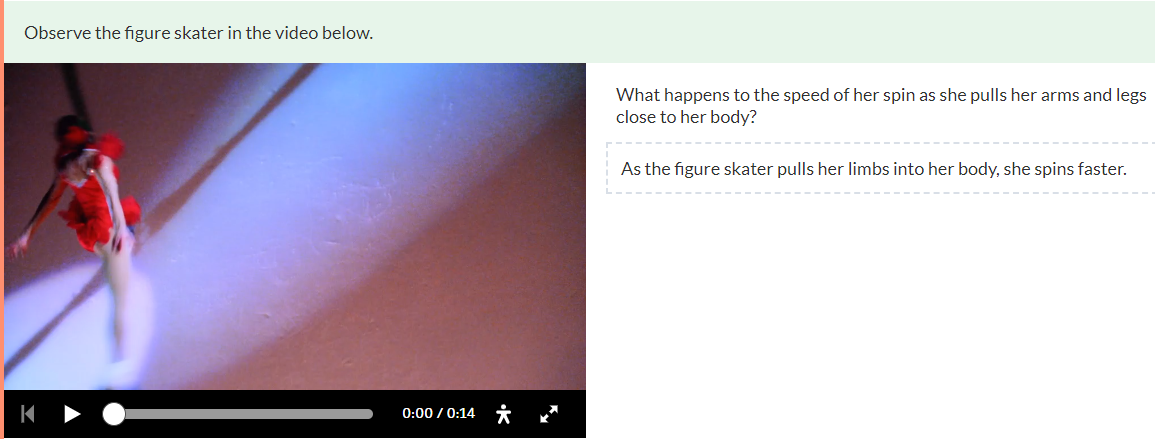 Observe the figure skater in the video below.
What happens to the speed of her spin as she pulls her arms and legs
close to her body?
As the figure skater pulls her limbs into her body, she spins faster.
0:00 / 0:14